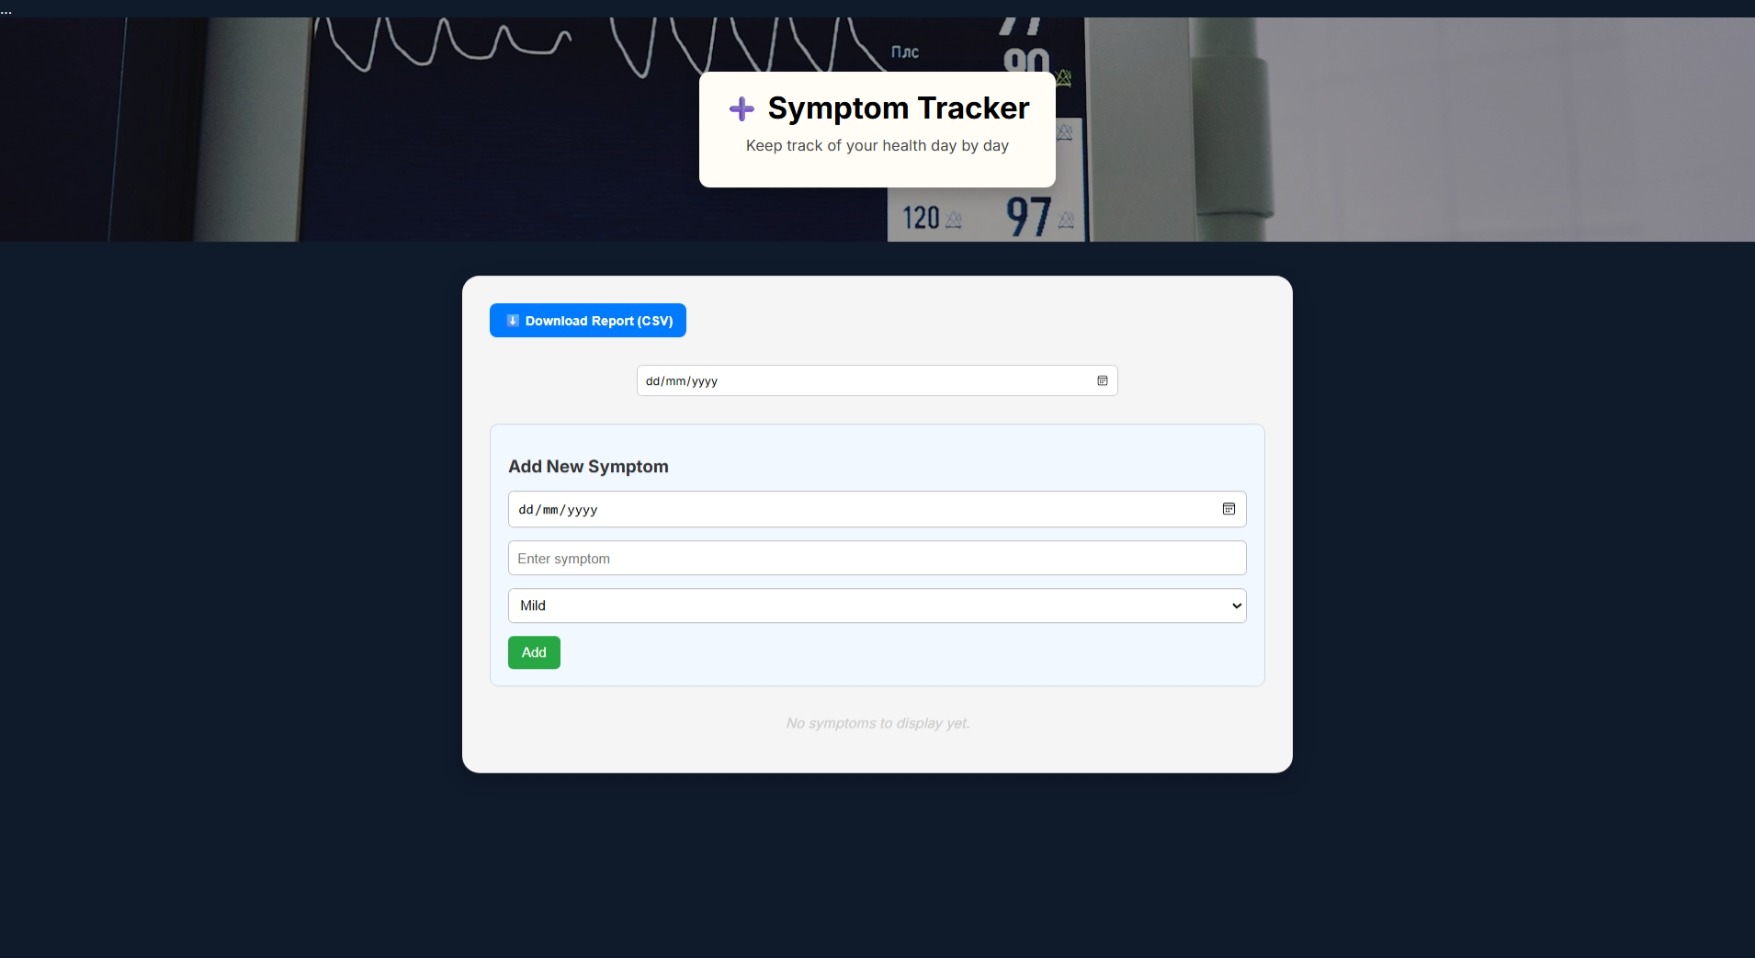 ...
Плс
90
➕ Symptom Tracker
Keep track of your health day by day
120
97
⬇️ Download Report (CSV)
dd/mm/yyyy
Add New Symptom
dd/mm/yyyy
Enter symptom
Mild
Add
No symptoms to display yet.